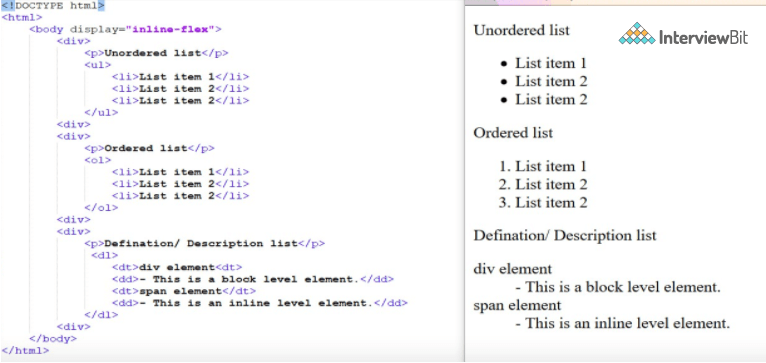 <!DOCTYPE html>
<html>
<body display="inline-flex">
<div>
<p>Unordered list</p>
<ul>
<li>List item 1</li>
<li>List item 2</li>
<li>List item 2</li>
</ul>
<div>
<div>
<p>Ordered list</p>
<ol>
<li>List item 1</li>
<li>List item 2</li>
<li>List item 2</li>
</ol>
<div>
<div>
<p>Defination/ Description list</p>
<dl>
<dt>div element<dt>
<dd>- This is a block level element.</dd>
<dt>span element</dt>
<dd>- This is an inline level element.</dd>
</dl>
<div>
</body>
</html>
InterviewBit
Unordered list
• List item 1
• List item 2
• List item 2
Ordered list
1. List item 1
2. List item 2
3. List item 2
Defination/ Description list
div element
- This is a block level element.
span element
- This is an inline level element.